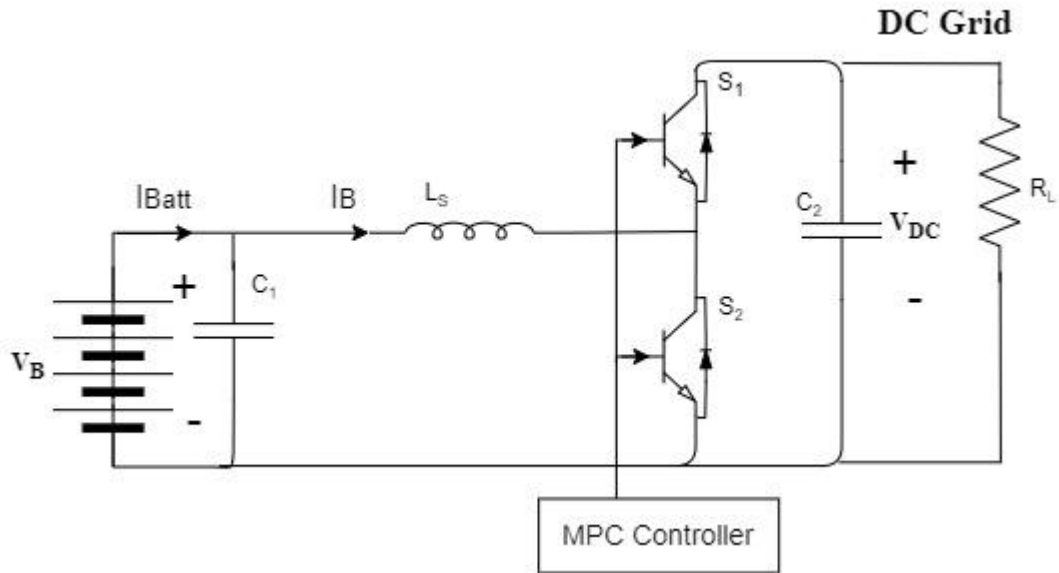 DC Grid
S1
IBatt
IB
LS
C2
+
VDC
-
RL
+
C1
VB
-
S2
MPC Controller